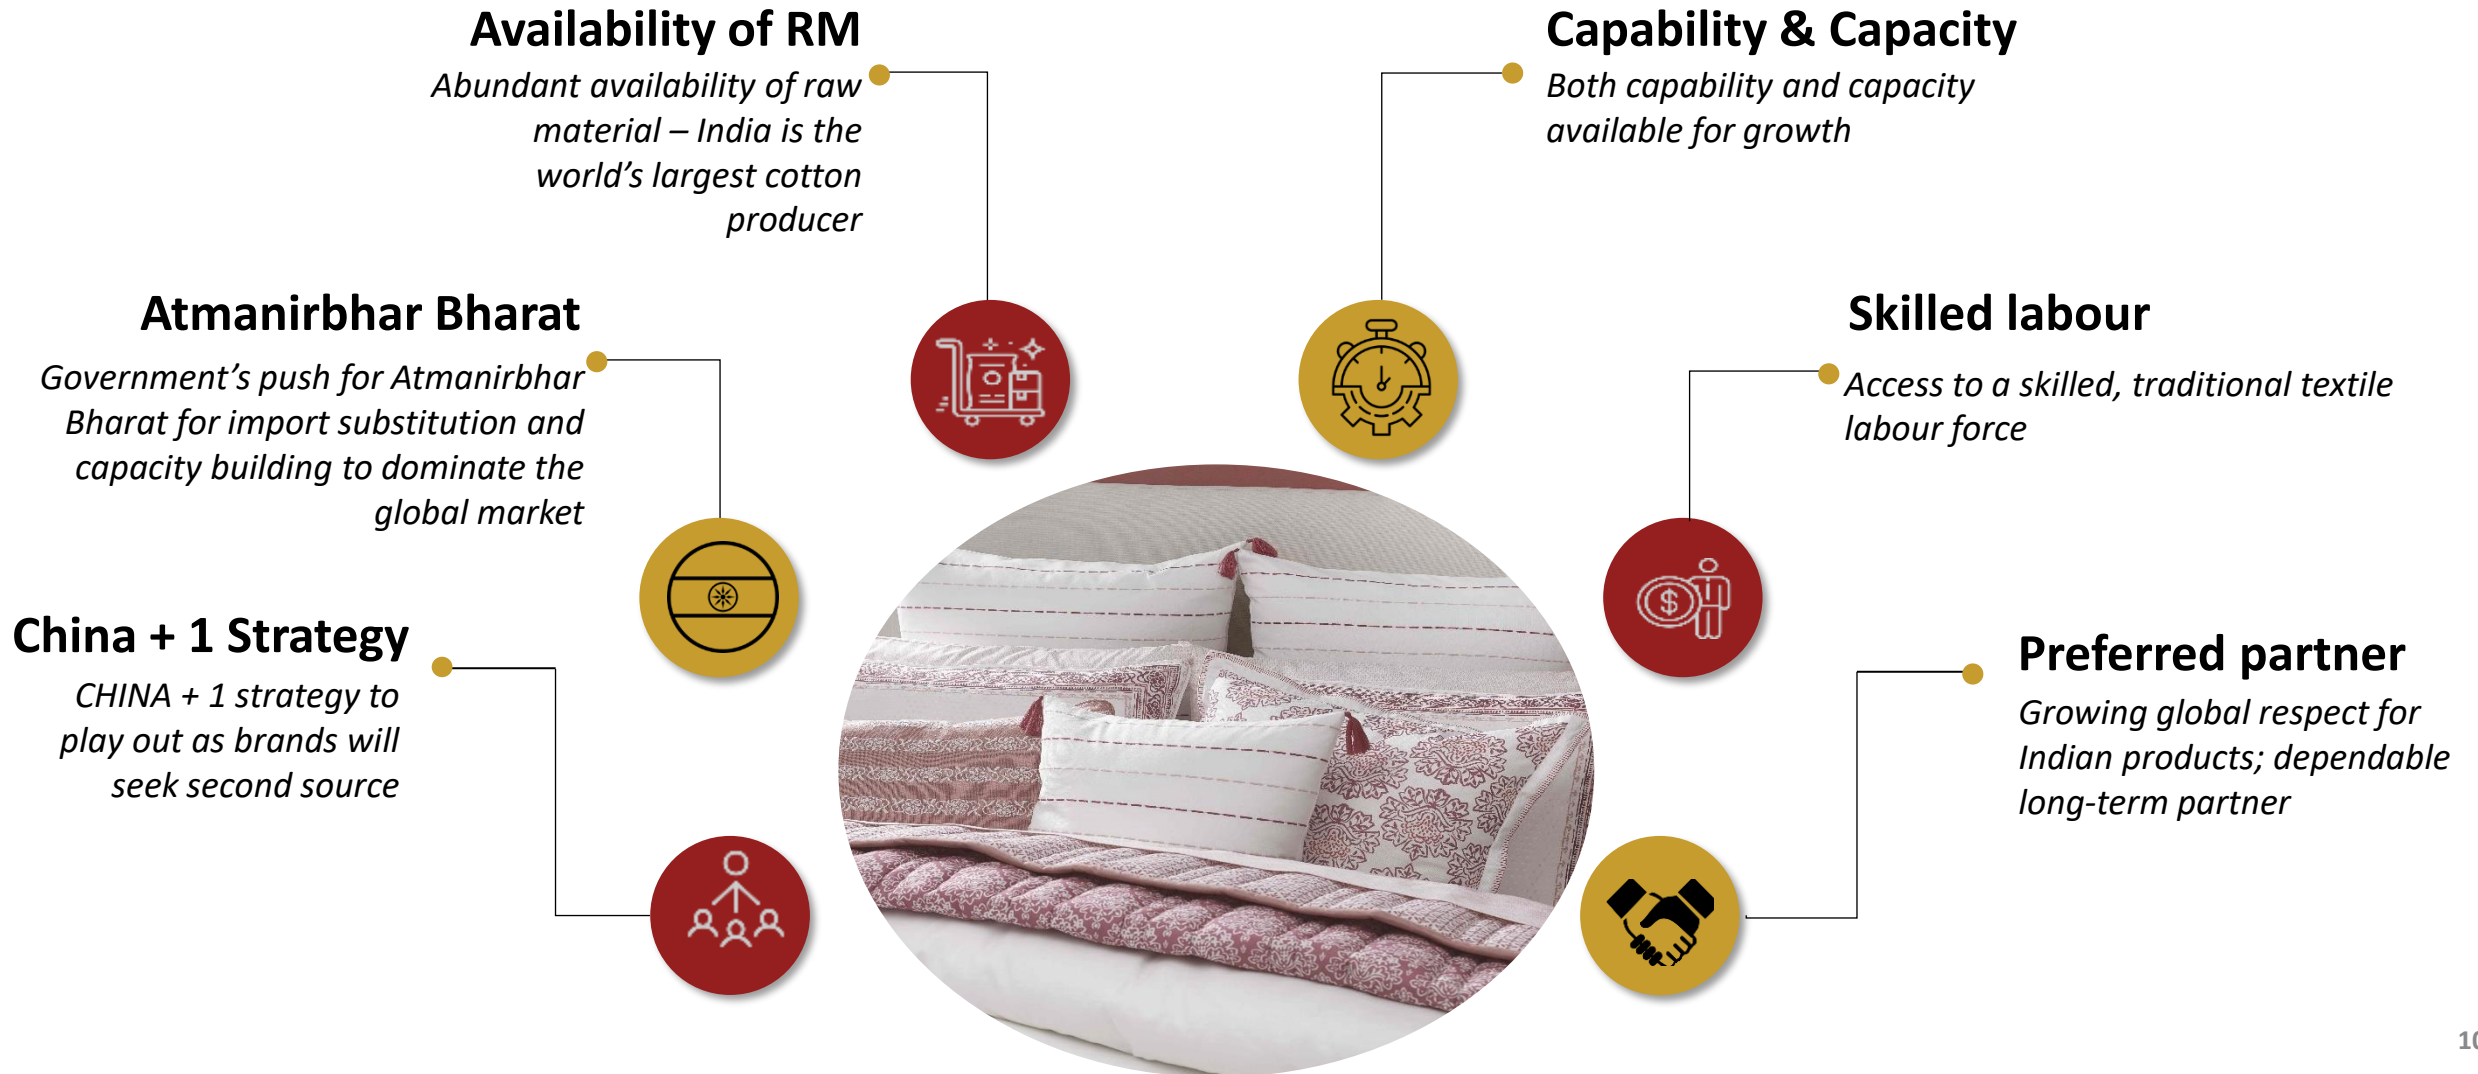 Availability of RM
Abundant availability of raw
material – India is the
world’s largest cotton
producer
Capability & Capacity
Both capability and capacity
available for growth
Atmanirbhar Bharat
Government’s push for Atmanirbhar
Bharat for import substitution and
capacity building to dominate the
global market
Skilled labour
Access to a skilled, traditional textile
labour force
China + 1 Strategy
CHINA + 1 strategy to
play out as brands will
seek second source
Preferred partner
Growing global respect for
Indian products; dependable
long-term partner
$
10